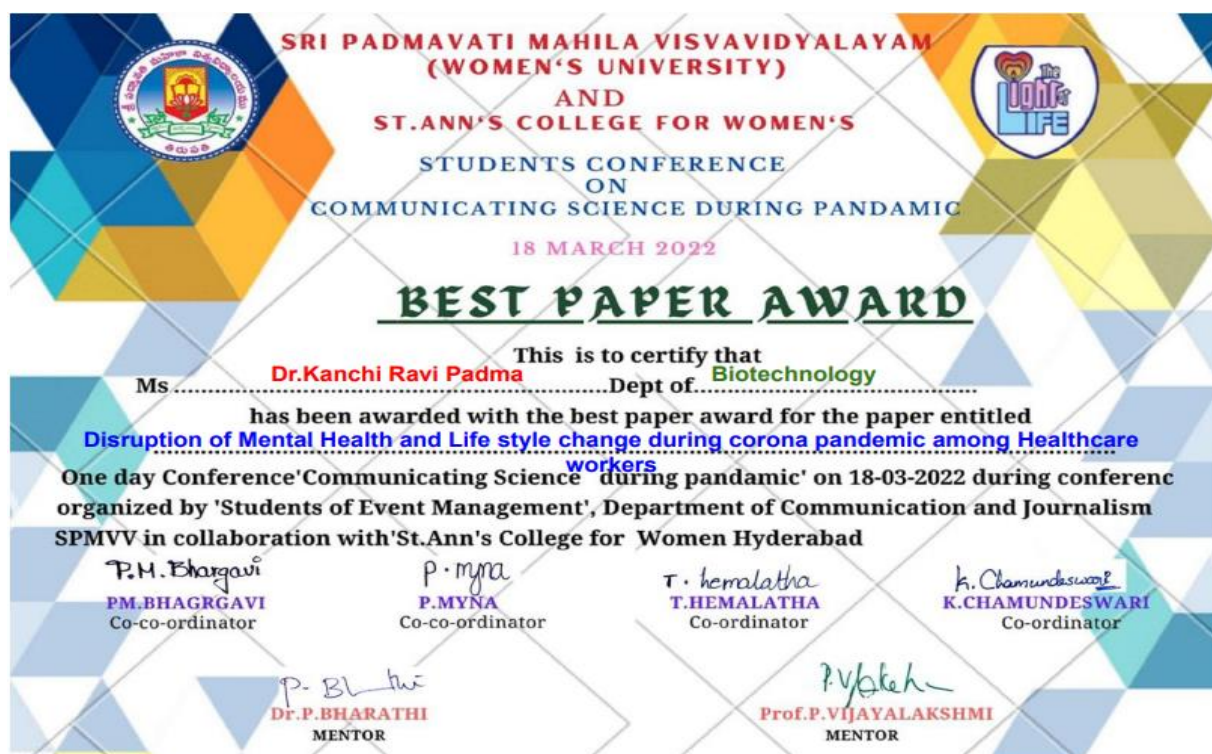 SRI PADMAVATI MAHILA VISVAVIDYALAYAM
(WOMEN'S UNIVERSITY)
AND
ST.ANN'S COLLEGE FOR WOMEN'S
STUDENTS CONFERENCE
ON
COMMUNICATING SCIENCE DURING PANDAMIC
18 MARCH 2022
The
Light of
LIFE
తిరుపతి
BEST PAPER AWARD
This is to certify that
Ms Dr.Kanchi Ravi Padma Dept of Biotechnology
has been awarded with the best paper award for the paper entitled
Disruption of Mental Health and Life style change during corona pandemic among Healthcare
workers
One day Conference'Communicating Science during pandamic' on 18-03-2022 during conferenc
organized by 'Students of Event Management', Department of Communication and Journalism
SPMVV in collaboration with'St.Ann's College for Women Hyderabad
P.M. Bhargavi P. myna T. hemalatha K. Chamundeswari
PM.BHAGRGAVI P.MYNA T.HEMALATHA K.CHAMUNDESWARI
Co-co-ordinator Co-co-ordinator Co-ordinator Co-ordinator
Dr.P.BHARATHI Prof.P.VIJAYALAKSHMI
MENTOR MENTOR